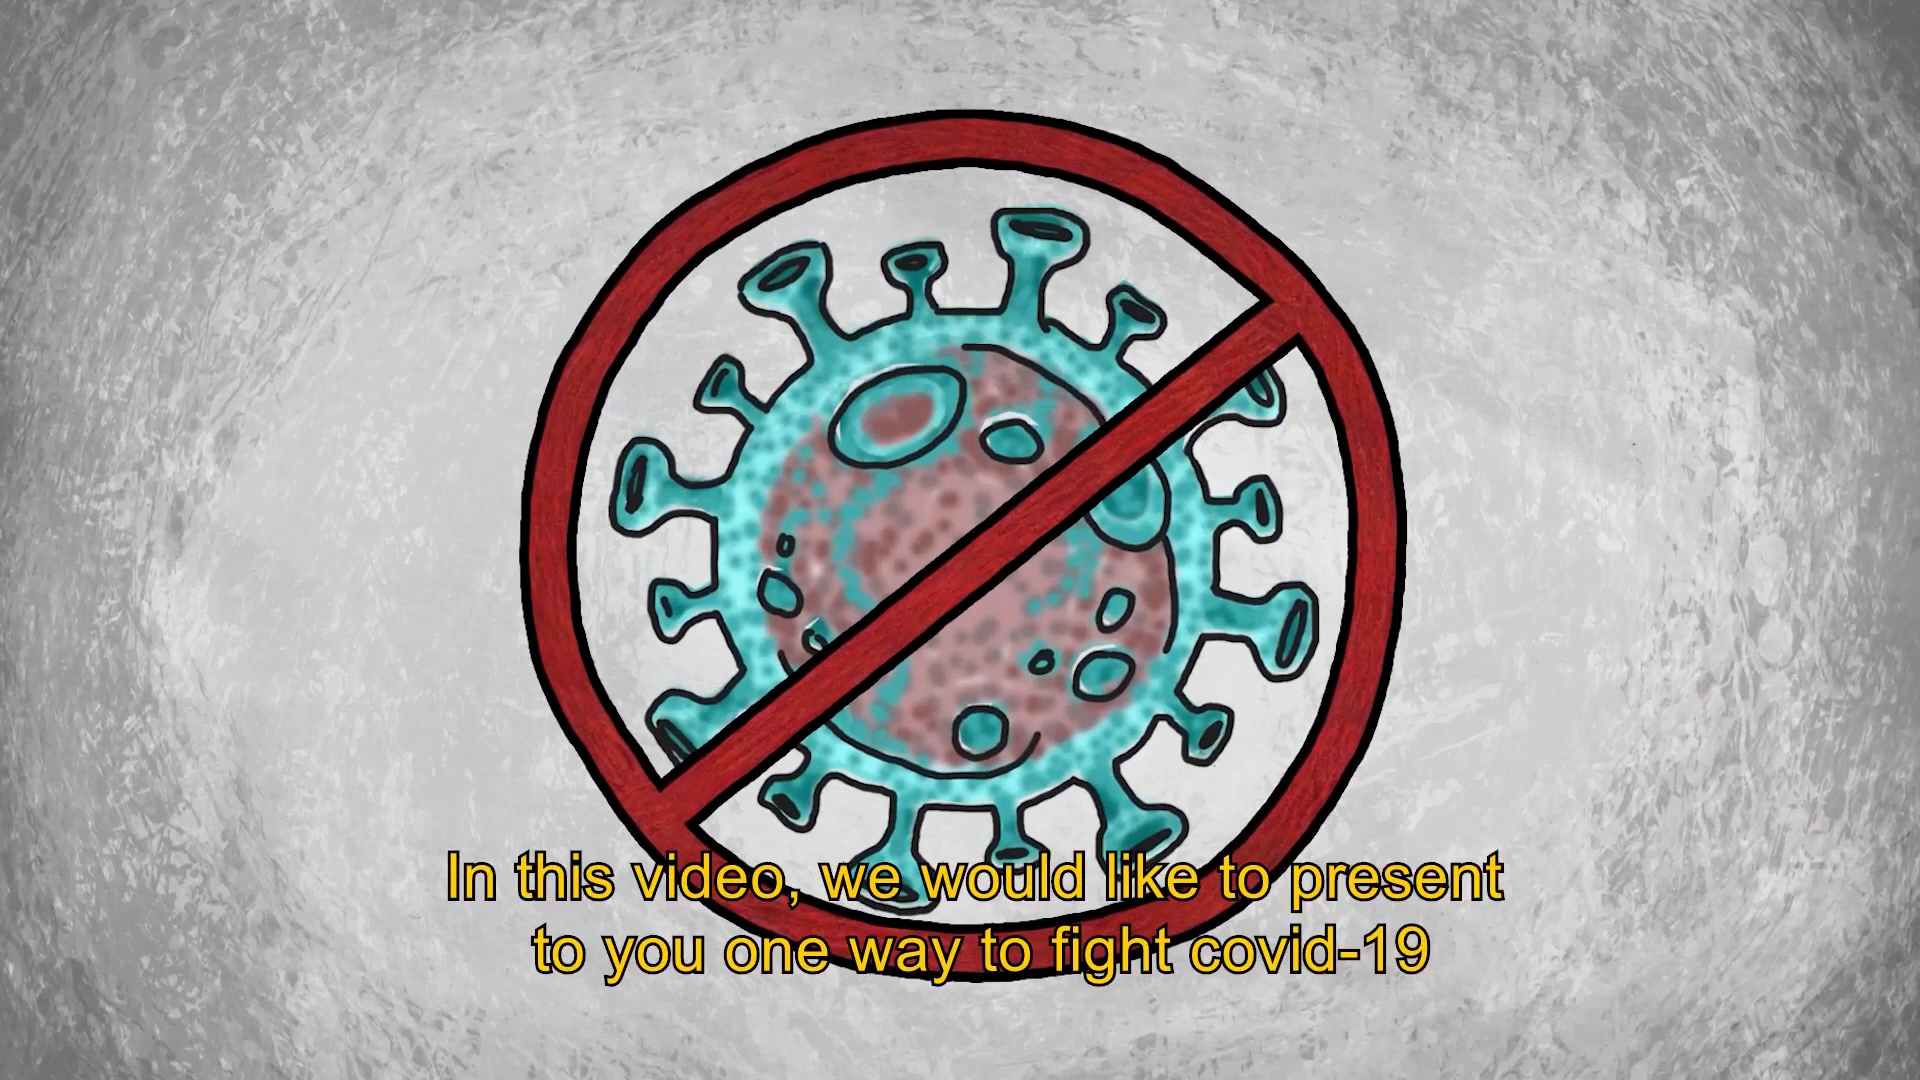 In this video, we would like to present
to you one way to fight covid-19